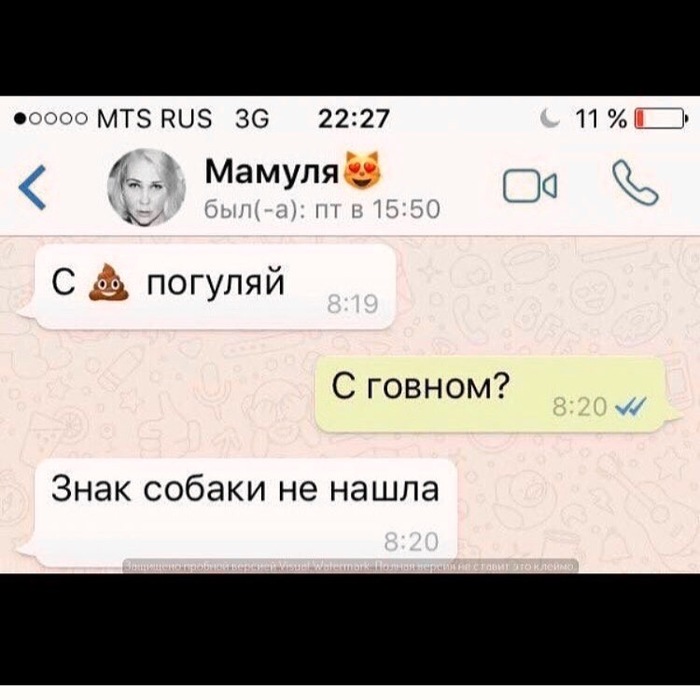 MTS RUS 3G 22:27 11 %
Мамуля😻
был(-а): пт в 15:50
С 💩 погуляй
8:19
С говном?
8:20
Знак собаки не нашла
8:20
Защищено пробной версией Visual Watermark. Полная версия не ставит это клеймо.